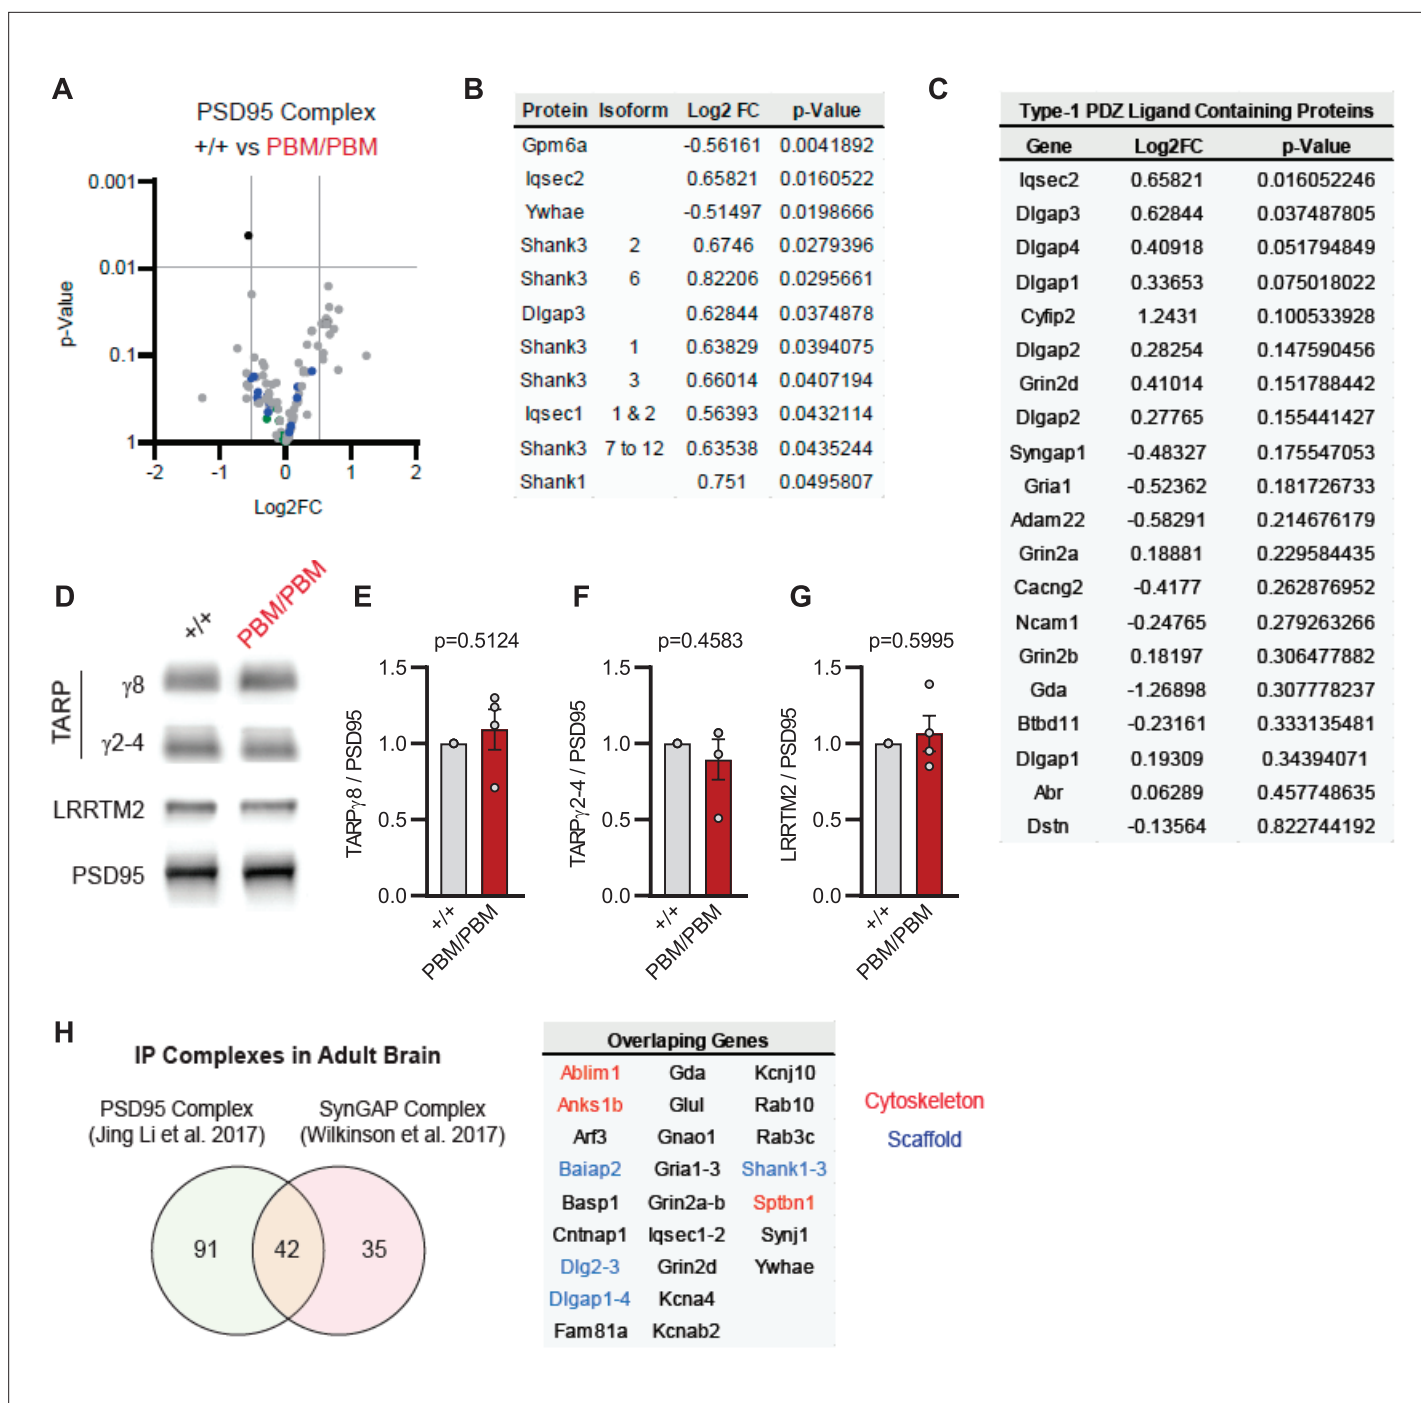 A
PSD95 Complex
+/+ vs PBM/PBM
0.001
0.01
0.1
1
p-Value
-2 -1 0 1 2
Log2FC
B
Protein Isoform Log2 FC p-Value
Gpm6a -0.56161 0.0041892
Iqsec2 0.65821 0.0160522
Ywhae -0.51497 0.0198666
Shank3 2 0.6746 0.0279396
Shank3 6 0.82206 0.0295661
Dlgap3 0.62844 0.0374878
Shank3 1 0.63829 0.0394075
Shank3 3 0.66014 0.0407194
Iqsec1 1 & 2 0.56393 0.0432114
Shank3 7 to 12 0.63538 0.0435244
Shank1 0.751 0.0495807
C
Type-1 PDZ Ligand Containing Proteins
Gene Log2FC p-Value
Iqsec2 0.65821 0.016052246
Dlgap3 0.62844 0.037487805
Dlgap4 0.40918 0.051794849
Dlgap1 0.33653 0.075018022
Cyfip2 1.2431 0.100533928
Dlgap2 0.28254 0.147590456
Grin2d 0.41014 0.151788442
Dlgap2 0.27765 0.155441427
Syngap1 -0.48327 0.175547053
Gria1 -0.52362 0.181726733
Adam22 -0.58291 0.214676179
Grin2a 0.18881 0.229584435
Cacng2 -0.4177 0.262876952
Ncam1 -0.24765 0.279263266
Grin2b 0.18197 0.306477882
Gda -1.26898 0.307778237
Btbd11 -0.23161 0.333135481
Dlgap1 0.19309 0.34394071
Abr 0.06289 0.457748635
Dstn -0.13564 0.822744192
D
+/+ PBM/PBM
TARP
γ8
γ2-4
LRRTM2
PSD95
E
p=0.5124
1.5
1.0
0.5
0.0
TARPγ8 / PSD95
+/+ PBM/PBM
F
p=0.4583
1.5
1.0
0.5
0.0
TARPγ2-4 / PSD95
+/+ PBM/PBM
G
p=0.5995
1.5
1.0
0.5
0.0
LRRTM2 / PSD95
+/+ PBM/PBM
H
IP Complexes in Adult Brain
PSD95 Complex SynGAP Complex
(Jing Li et al. 2017) (Wilkinson et al. 2017)
91 42 35
Overlaping Genes
Ablim1 Gda Kcnj10
Anks1b Glul Rab10
Arf3 Gnao1 Rab3c
Baiap2 Gria1-3 Shank1-3
Basp1 Grin2a-b Sptbn1
Cntnap1 Iqsec1-2 Synj1
Dlg2-3 Grin2d Ywhae
Dlgap1-4 Kcna4
Fam81a Kcnab2
Cytoskeleton
Scaffold